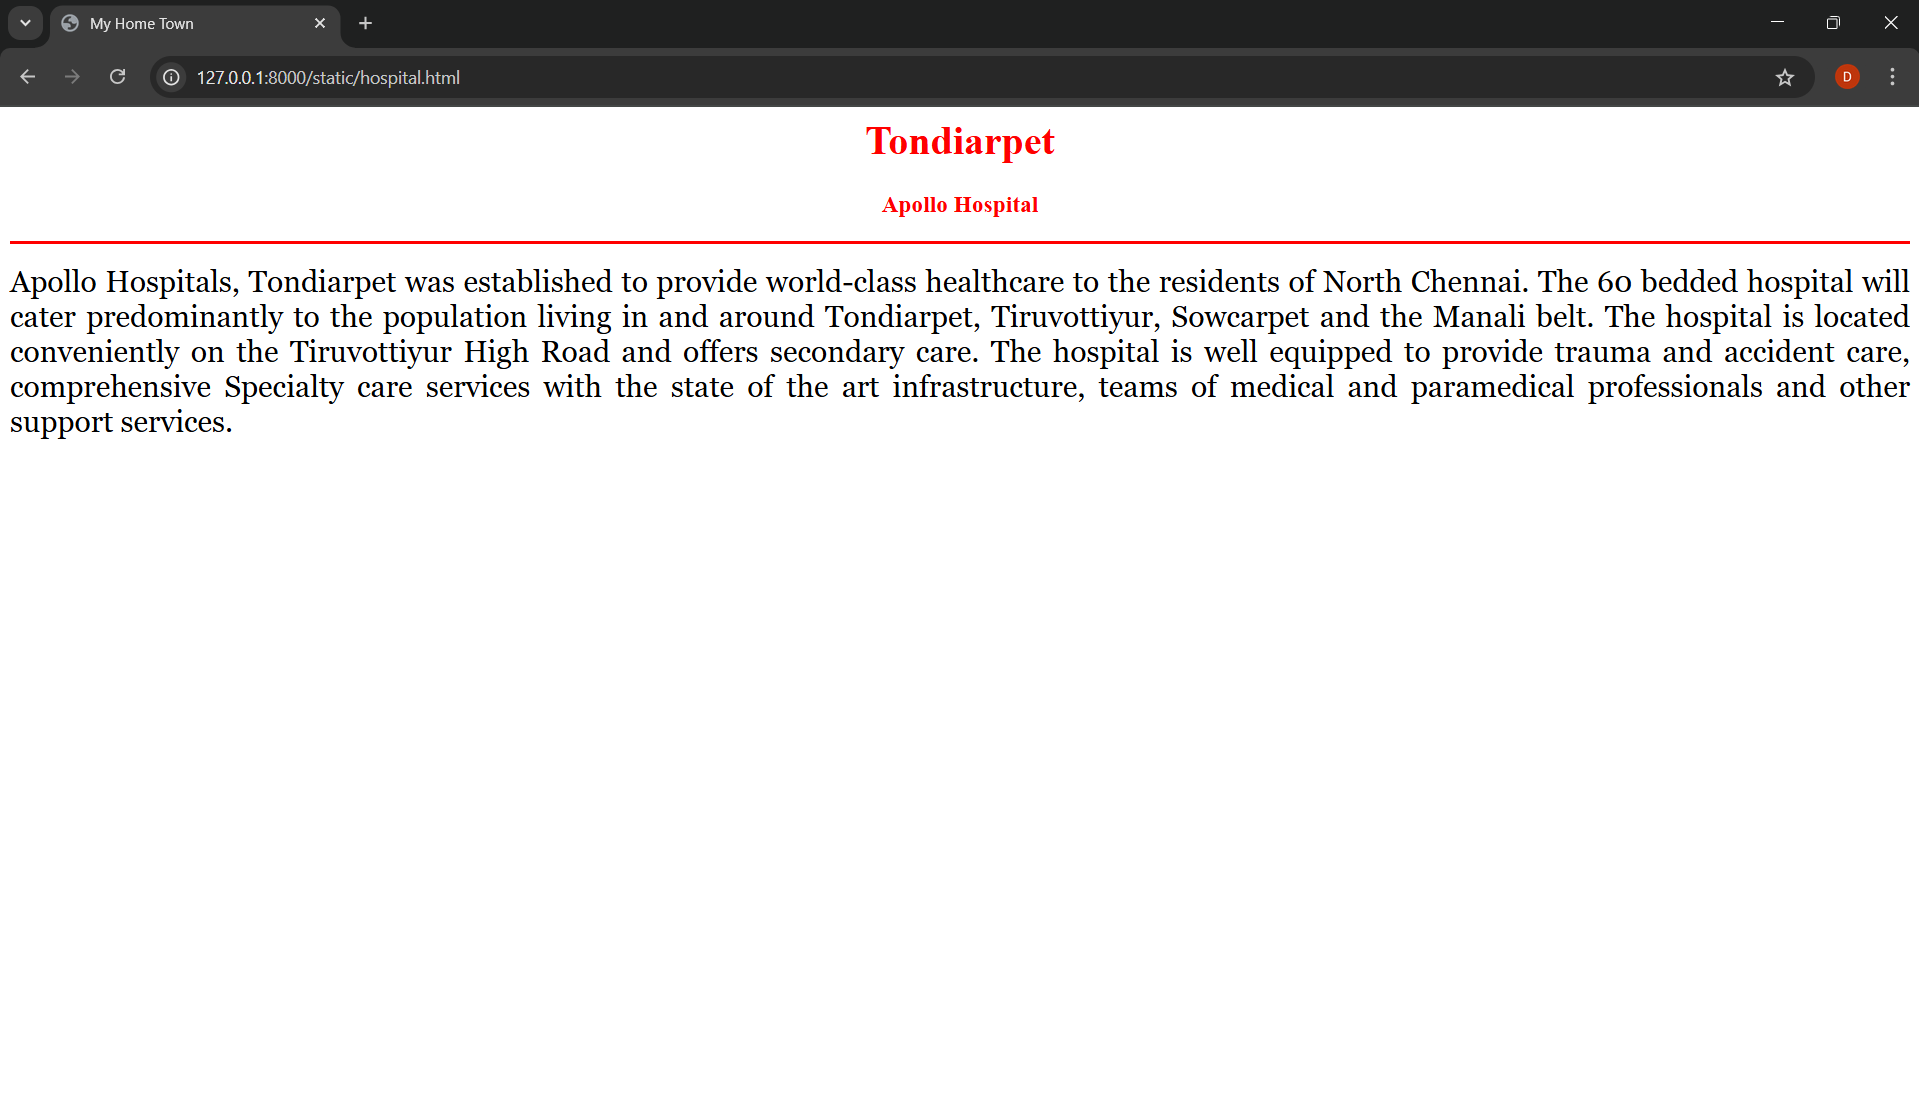 My Home Town
127.0.0.1:8000/static/hospital.html
D
Tondiarpet
Apollo Hospital
Apollo Hospitals, Tondiarpet was established to provide world-class healthcare to the residents of North Chennai. The 60 bedded hospital will
cater predominantly to the population living in and around Tondiarpet, Tiruvottiyur, Sowcarpet and the Manali belt. The hospital is located
conveniently on the Tiruvottiyur High Road and offers secondary care. The hospital is well equipped to provide trauma and accident care,
comprehensive Specialty care services with the state of the art infrastructure, teams of medical and paramedical professionals and other
support services.